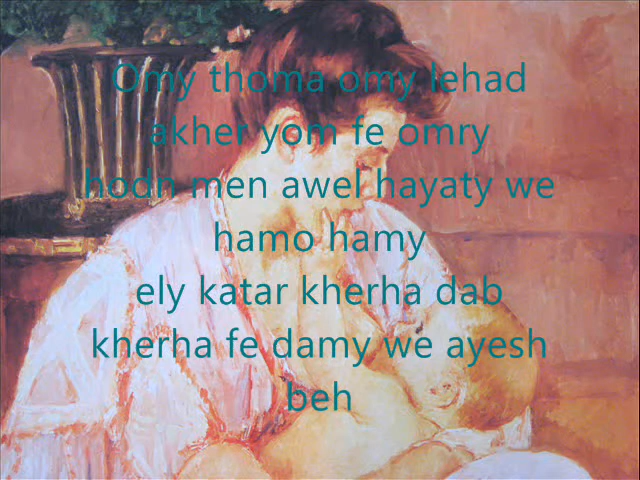 Omy thoma omy lehad
akher yom fe omry
hodn men awel hayaty we
hamo hamy
ely katar kherha dab
kherha fe damy we ayesh
beh